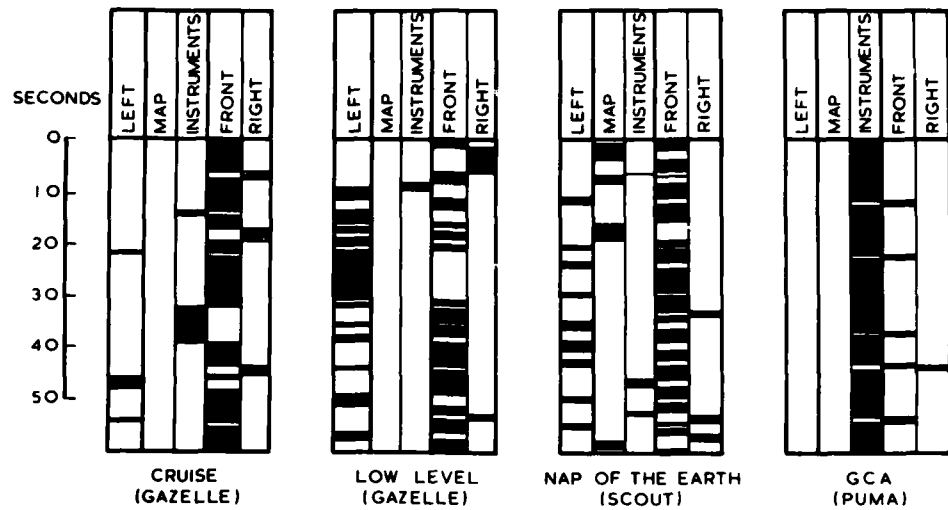 LEFT MAP INSTRUMENTS FRONT RIGHT
LEFT MAP INSTRUMENTS FRONT RIGHT
LEFT MAP INSTRUMENTS FRONT RIGHT
LEFT MAP INSTRUMENTS FRONT RIGHT
SECONDS
0
10
20
30
40
50
CRUISE
(GAZELLE)
LOW LEVEL
(GAZELLE)
NAP OF THE EARTH
(SCOUT)
GCA
(PUMA)